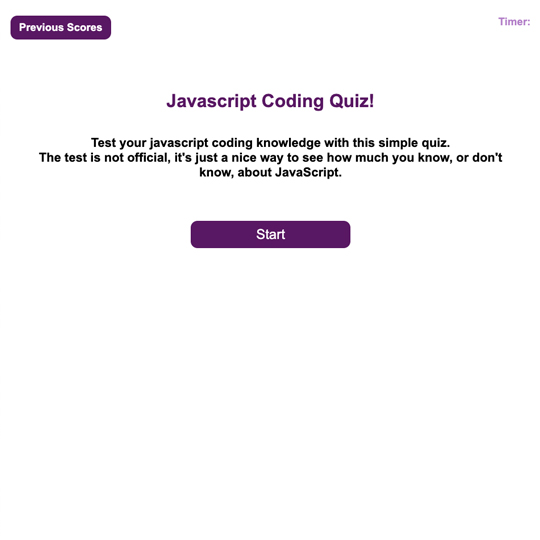 Previous Scores
Timer:
Javascript Coding Quiz!
Test your javascript coding knowledge with this simple quiz.
The test is not official, it's just a nice way to see how much you know, or don't
know, about JavaScript.
Start